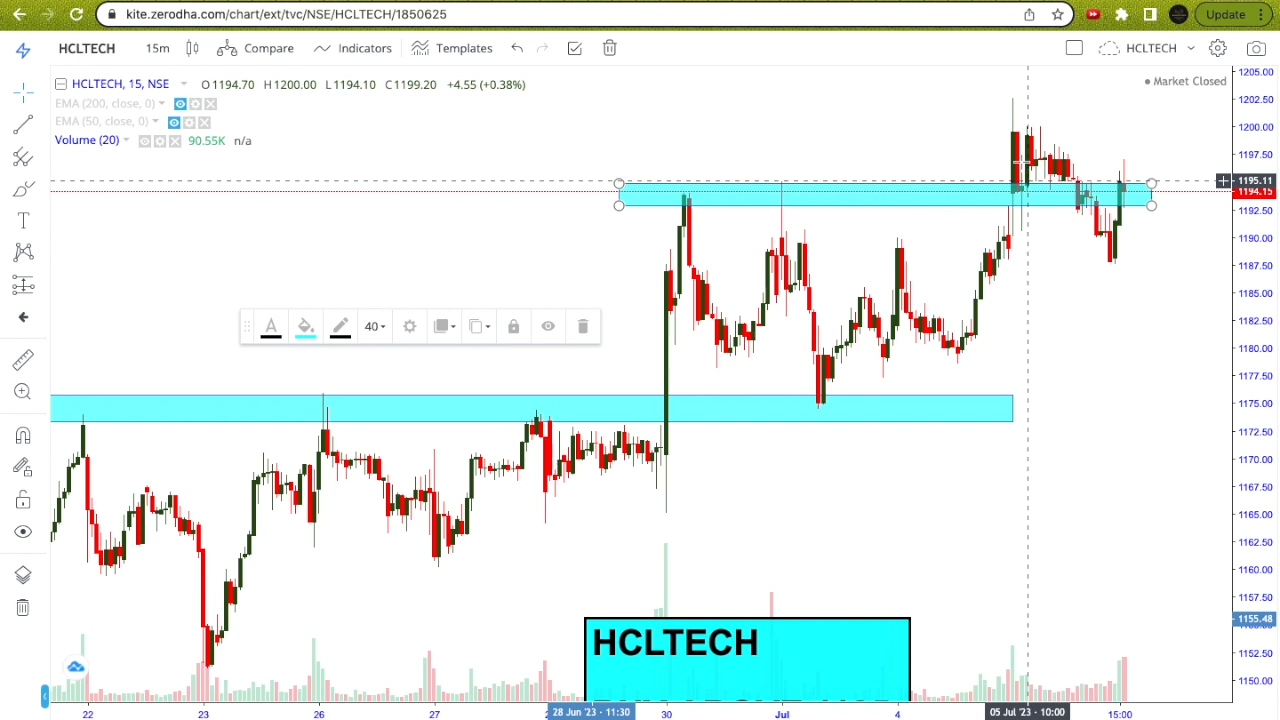 kite.zerodha.com/chart/ext/tvc/NSE/HCLTECH/1850625
Update
HCLTECH 15m Compare Indicators Templates HCLTECH
HCLTECH, 15, NSE O1194.70 H1200.00 L1194.10 C1199.20 +4.55 (+0.38%)
Market Closed
EMA (200, close, 0)
EMA (50, close, 0)
Volume (20) 90.55K n/a
1205.00
1202.50
1200.00
1197.50
1195.11
1194.15
1192.50
1190.00
1187.50
1185.00
1182.50
1180.00
1177.50
1175.00
1172.50
1170.00
1167.50
1165.00
1162.50
1160.00
1157.50
1155.48
1152.50
1150.00
40
HCLTECH
22 23 26 27 28 Jun '23 - 11:30 30 Jul 4 05 Jul '23 - 10:00 15:00